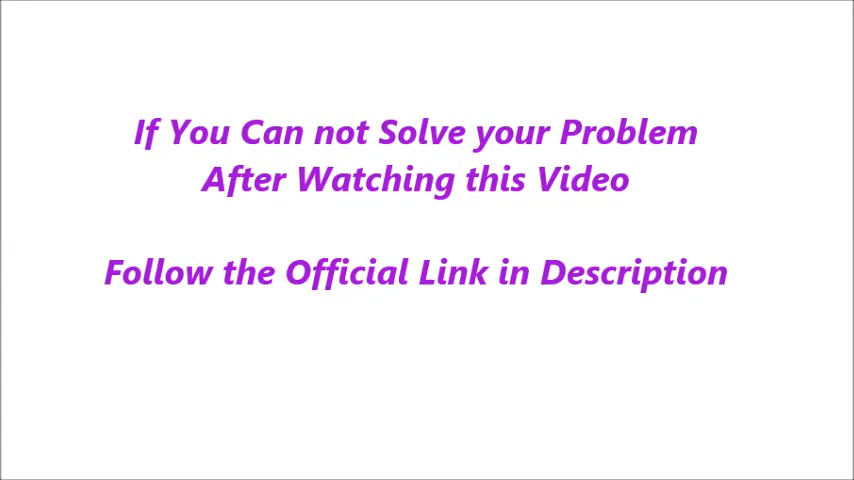 If You Can not Solve your Problem
After Watching this Video
Follow the Official Link in Description